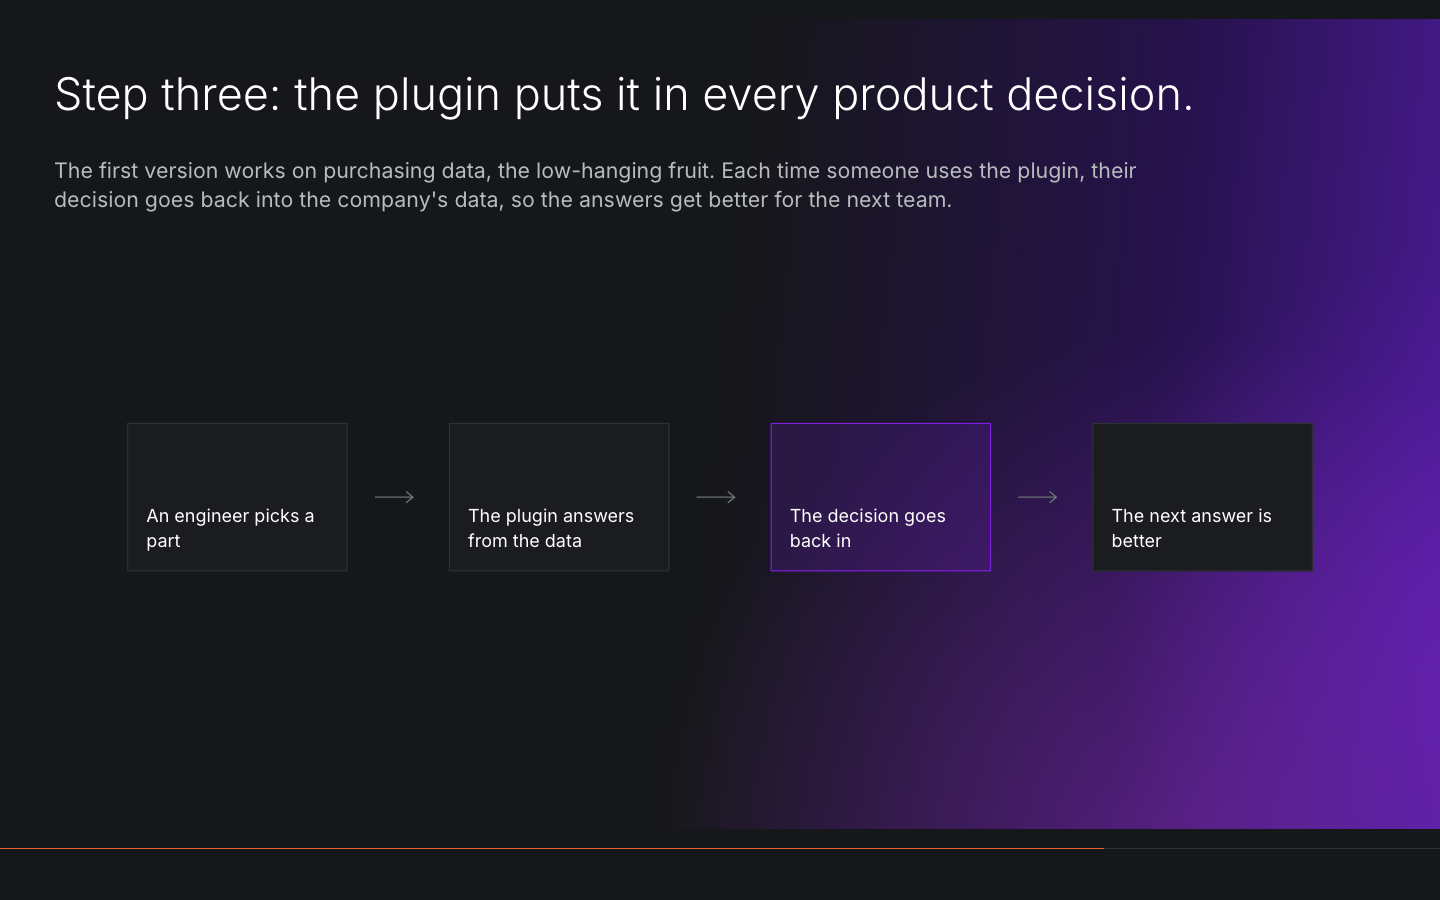 Step three: the plugin puts it in every product decision.
The first version works on purchasing data, the low-hanging fruit. Each time someone uses the plugin, their
decision goes back into the company's data, so the answers get better for the next team.
An engineer picks a
part
The plugin answers
from the data
The decision goes
back in
The next answer is
better